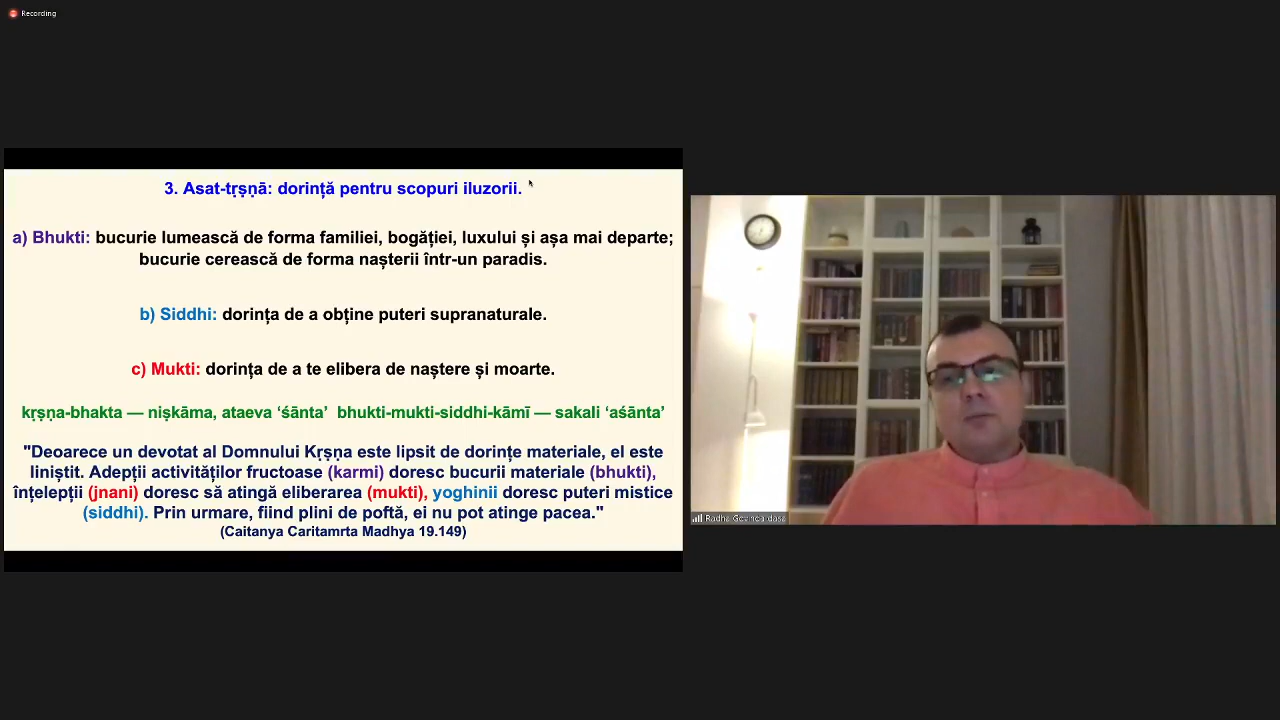 Recording
3. Asat-tṛṣṇā: dorință pentru scopuri iluzorii.
a) Bhukti: bucurie lumească de forma familiei, bogăției, luxului și așa mai departe;
bucurie cerească de forma nașterii într-un paradis.
b) Siddhi: dorința de a obține puteri supranaturale.
c) Mukti: dorința de a te elibera de naștere și moarte.
kṛṣṇa-bhakta — niṣkāma, ataeva ‘śānta’ bhukti-mukti-siddhi-kāmī — sakali ‘aśānta’
"Deoarece un devotat al Domnului Kṛṣṇa este lipsit de dorințe materiale, el este
liniștit. Adepții activităților fructoase (karmi) doresc bucurii materiale (bhukti),
înțelepții (jnani) doresc să atingă eliberarea (mukti), yoghinii doresc puteri mistice
(siddhi). Prin urmare, fiind plini de poftă, ei nu pot atinge pacea."
(Caitanya Caritamrta Madhya 19.149)
Radha Govinda dasa